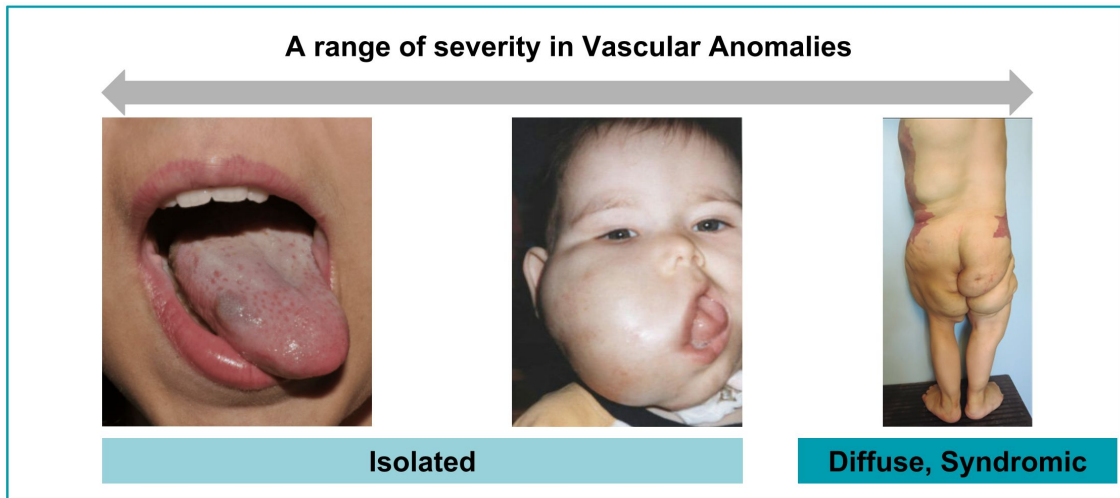 A range of severity in Vascular Anomalies
Isolated
Diffuse, Syndromic